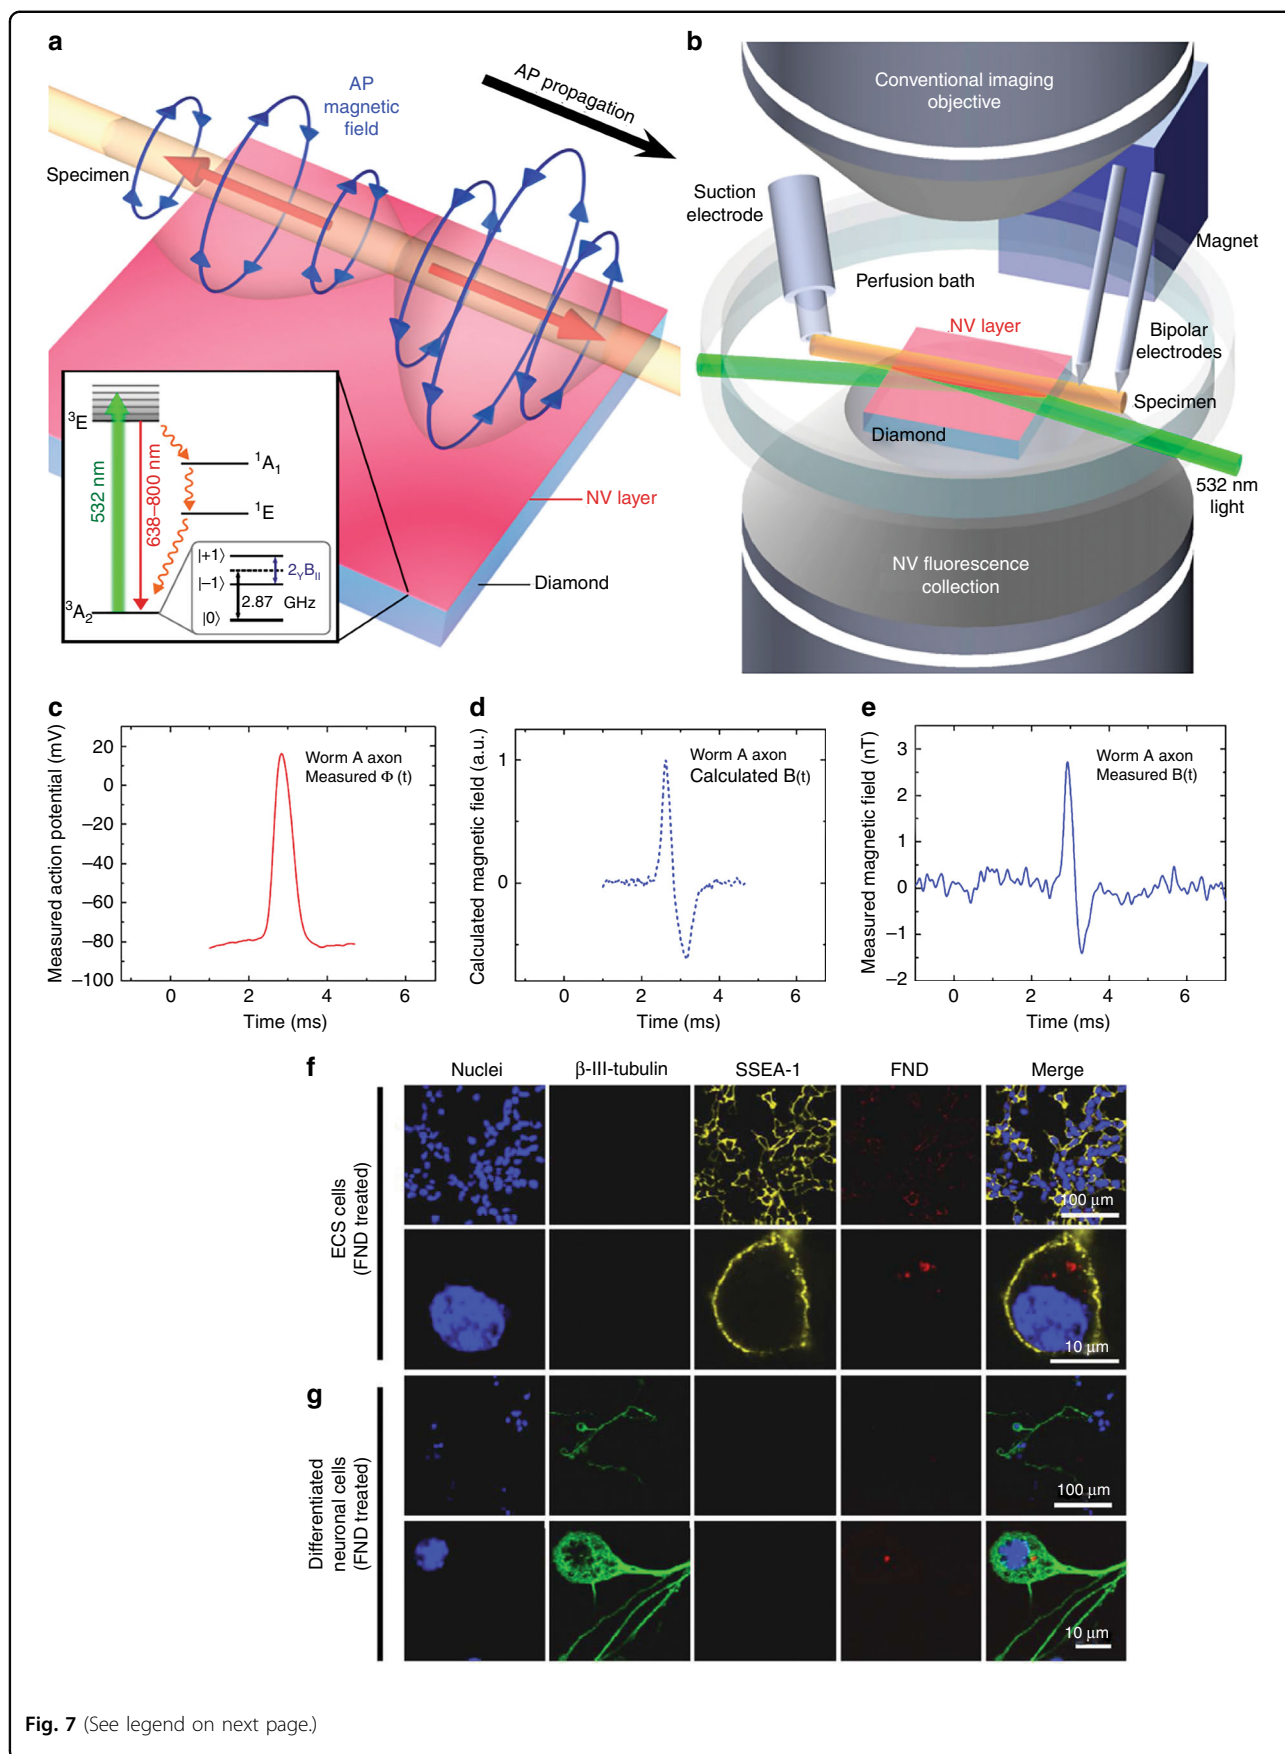 a
AP
magnetic
field
AP propagation
Specimen
3E
532 nm
638–800 nm
1A1
1E
|+1⟩
|−1⟩
|0⟩
2γB||
2.87 GHz
3A2
NV layer
Diamond
b
Conventional imaging
objective
Suction
electrode
Magnet
Perfusion bath
NV layer
Bipolar
electrodes
Specimen
Diamond
532 nm
light
NV fluorescence
collection
c
Measured action potential (mV)
20
0
−20
−40
−60
−80
−100
Worm A axon
Measured Φ (t)
0 2 4 6
Time (ms)
d
Calculated magnetic field (a.u.)
1
0
Worm A axon
Calculated B(t)
0 2 4 6
Time (ms)
e
Measured magnetic field (nT)
3
2
1
0
−1
−2
Worm A axon
Measured B(t)
0 2 4 6
Time (ms)
f
Nuclei β-III-tubulin SSEA-1 FND Merge
ECS cells
(FND treated)
100 μm
10 μm
g
Differentiated
neuronal cells
(FND treated)
100 μm
10 μm
Fig. 7 (See legend on next page.)